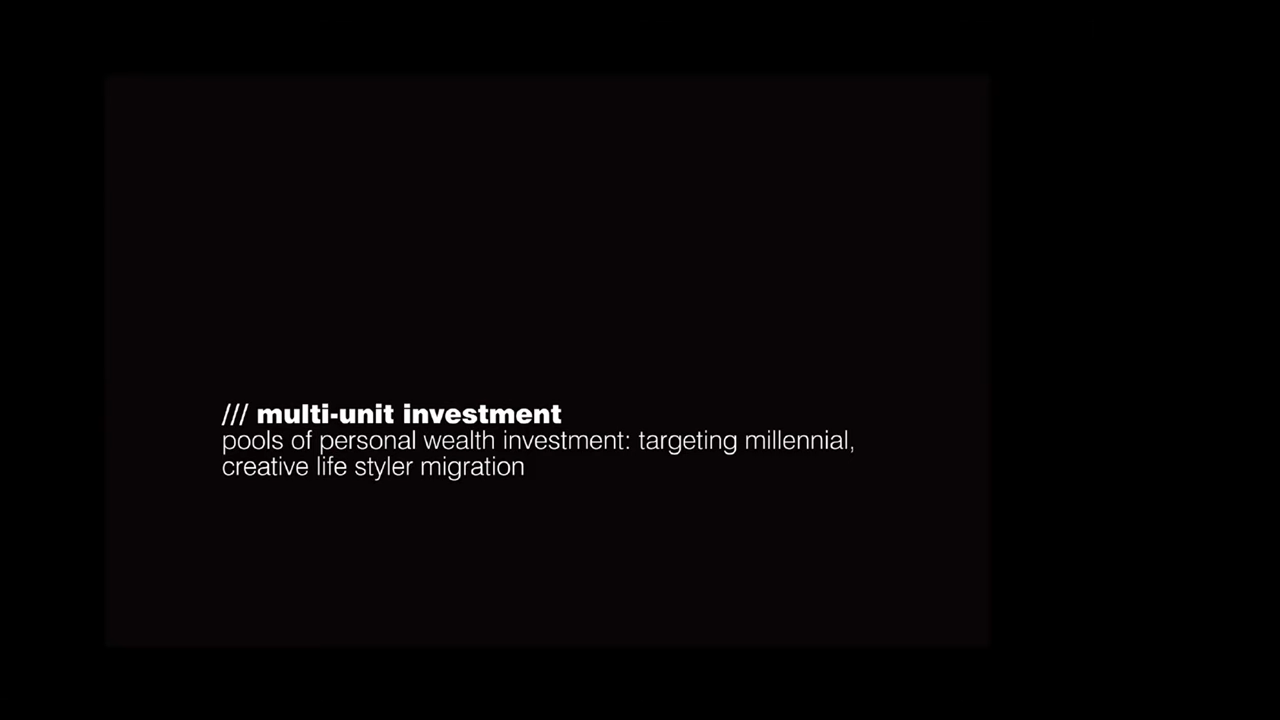 /// multi-unit investment
pools of personal wealth investment: targeting millennial,
creative life styler migration